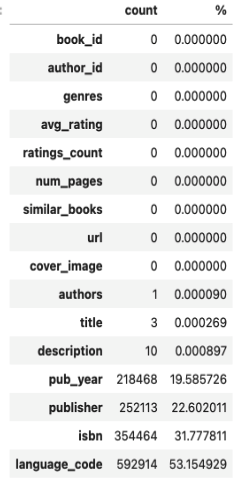 count %
book_id 0 0.000000
author_id 0 0.000000
genres 0 0.000000
avg_rating 0 0.000000
ratings_count 0 0.000000
num_pages 0 0.000000
similar_books 0 0.000000
url 0 0.000000
cover_image 0 0.000000
authors 1 0.000090
title 3 0.000269
description 10 0.000897
pub_year 218468 19.585726
publisher 252113 22.602011
isbn 354464 31.777811
language_code 592914 53.154929